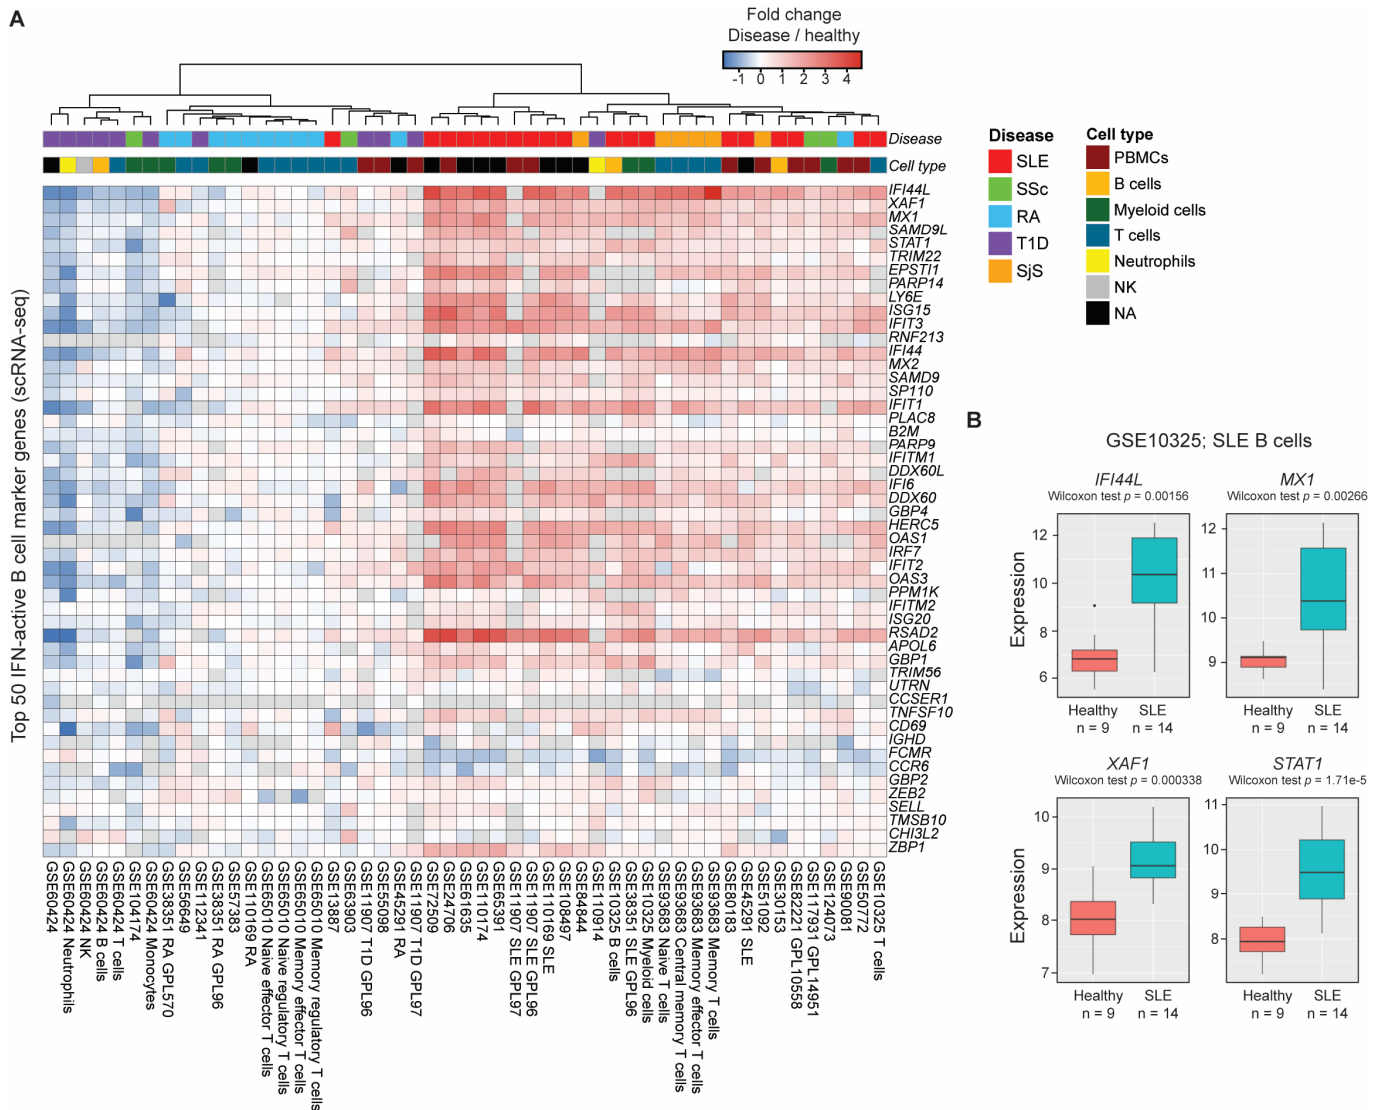 A
Fold change
Disease / healthy
-1 0 1 2 3 4
Disease
Cell type
Disease
SLE
SSc
RA
T1D
SjS
Cell type
PBMCs
B cells
Myeloid cells
T cells
Neutrophils
NK
NA
Top 50 IFN-active B cell marker genes (scRNA-seq)
IFI44L
XAF1
MX1
SAMD9L
STAT1
TRIM22
EPSTI1
PARP14
LY6E
ISG15
IFIT3
RNF213
IFI44
MX2
SAMD9
SP110
IFIT1
PLAC8
B2M
PARP9
IFITM1
DDX60L
IFI6
DDX60
GBP4
HERC5
OAS1
IRF7
IFIT2
OAS3
PPM1K
IFITM2
ISG20
RSAD2
APOL6
GBP1
TRIM56
UTRN
CCSER1
TNFSF10
CD69
IGHD
FCMR
CCR6
GBP2
ZEB2
SELL
TMSB10
CHI3L2
ZBP1
GSE60424
GSE60424 Neutrophils
GSE60424 NK
GSE60424 B cells
GSE60424 T cells
GSE104174
GSE60424 Monocytes
GSE38351 RA GPL570
GSE56649
GSE112341
GSE38351 RA GPL96
GSE57383
GSE110169 RA
GSE65010 Naive effector T cells
GSE65010 Naive regulatory T cells
GSE65010 Memory effector T cells
GSE65010 Memory regulatory T cells
GSE13887
GSE63903
GSE11907 T1D GPL96
GSE55098
GSE45291 RA
GSE11907 T1D GPL97
GSE72509
GSE24706
GSE61635
GSE110174
GSE65391
GSE11907 SLE GPL97
GSE11907 SLE GPL96
GSE110169 SLE
GSE108497
GSE84844
GSE110914
GSE10325 B cells
GSE38351 SLE GPL96
GSE10325 Myeloid cells
GSE93683 Naive T cells
GSE93683 Central memory T cells
GSE93683 Memory effector T cells
GSE93683 Memory T cells
GSE80183
GSE45291 SLE
GSE51092
GSE30153
GSE86221 GPL10558
GSE117931 GPL14951
GSE124073
GSE90081
GSE50772
GSE10325 T cells
B
GSE10325; SLE B cells
IFI44L
Wilcoxon test p = 0.00156
Expression
12
10
8
6
Healthy
n = 9
SLE
n = 14
MX1
Wilcoxon test p = 0.00266
12
11
10
9
Healthy
n = 9
SLE
n = 14
XAF1
Wilcoxon test p = 0.000338
Expression
10
9
8
7
Healthy
n = 9
SLE
n = 14
STAT1
Wilcoxon test p = 1.71e-5
11
10
9
8
Healthy
n = 9
SLE
n = 14